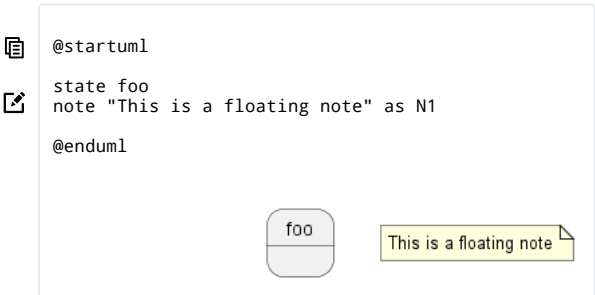 @startuml
state foo
note "This is a floating note" as N1
@enduml
foo
This is a floating note